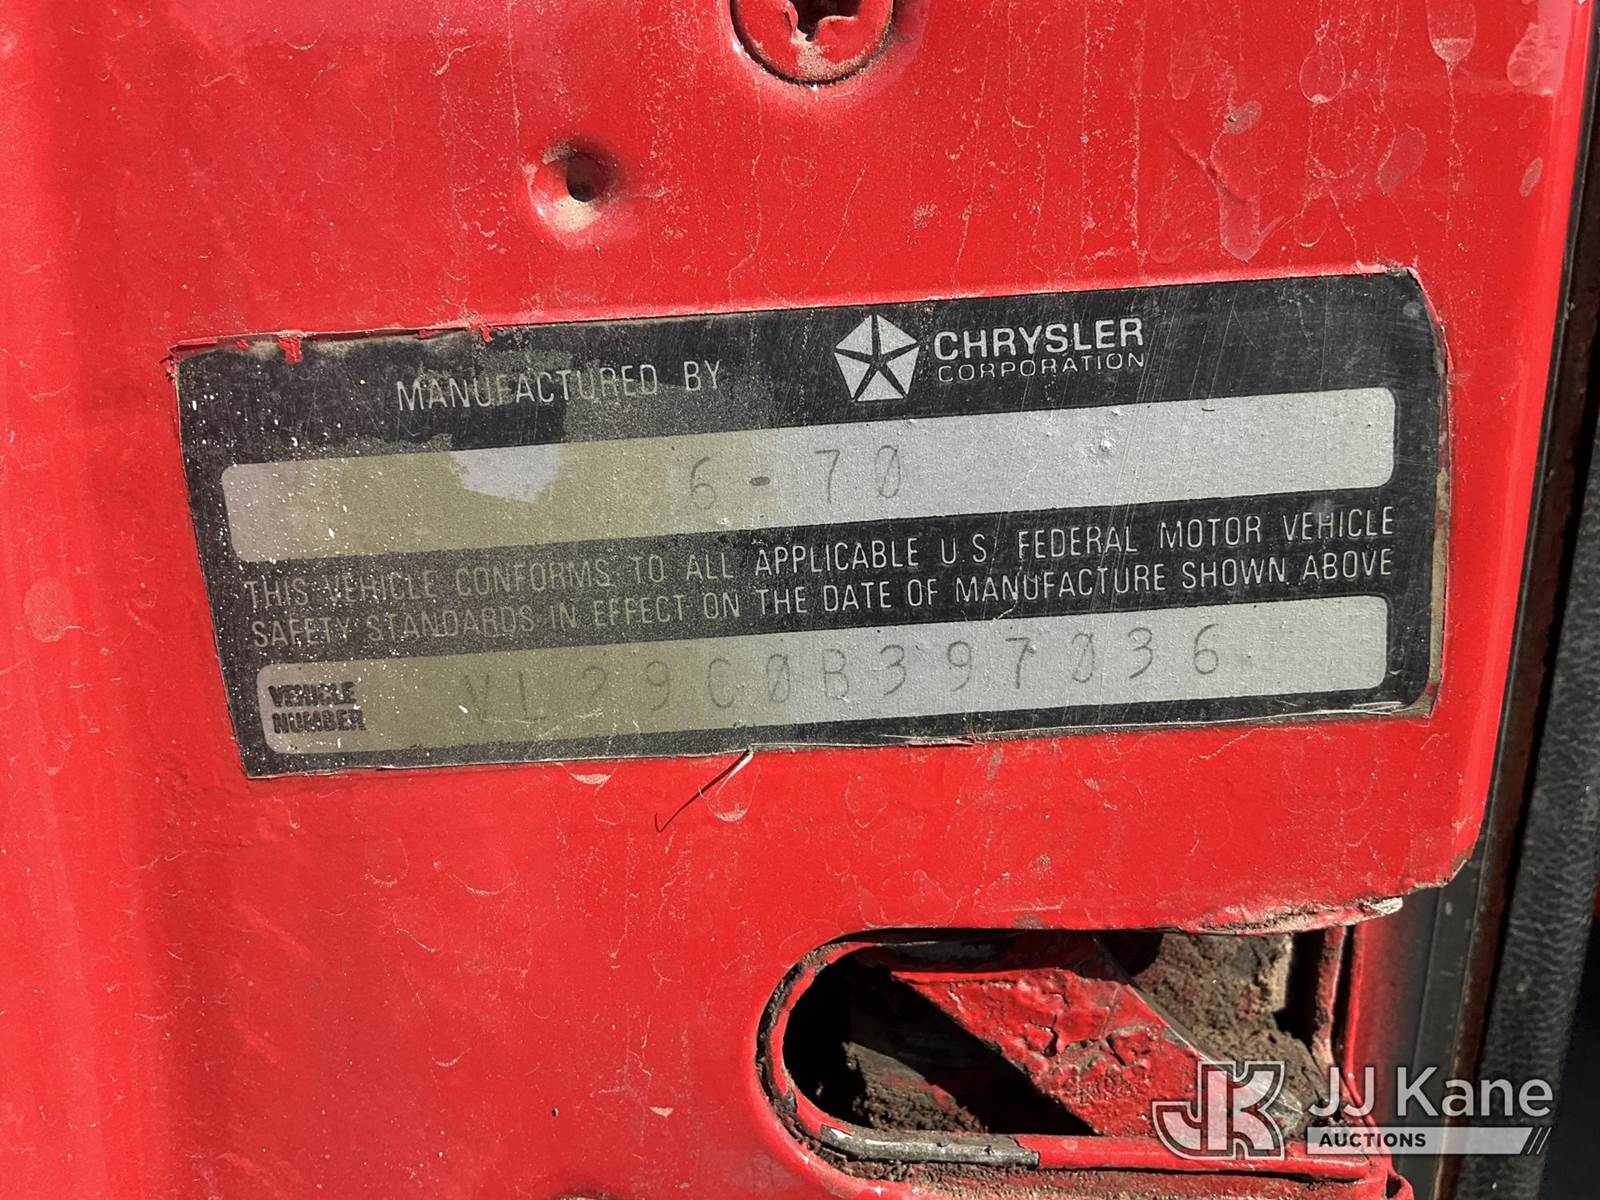 MANUFACTURED BY CHRYSLER CORPORATION
6-70
THIS VEHICLE CONFORMS TO ALL APPLICABLE U S FEDERAL MOTOR VEHICLE
SAFETY STANDARDS IN EFFECT ON THE DATE OF MANUFACTURE SHOWN ABOVE
VEHICLE NUMBER VL29C0B397036
JK JJ Kane
AUCTIONS